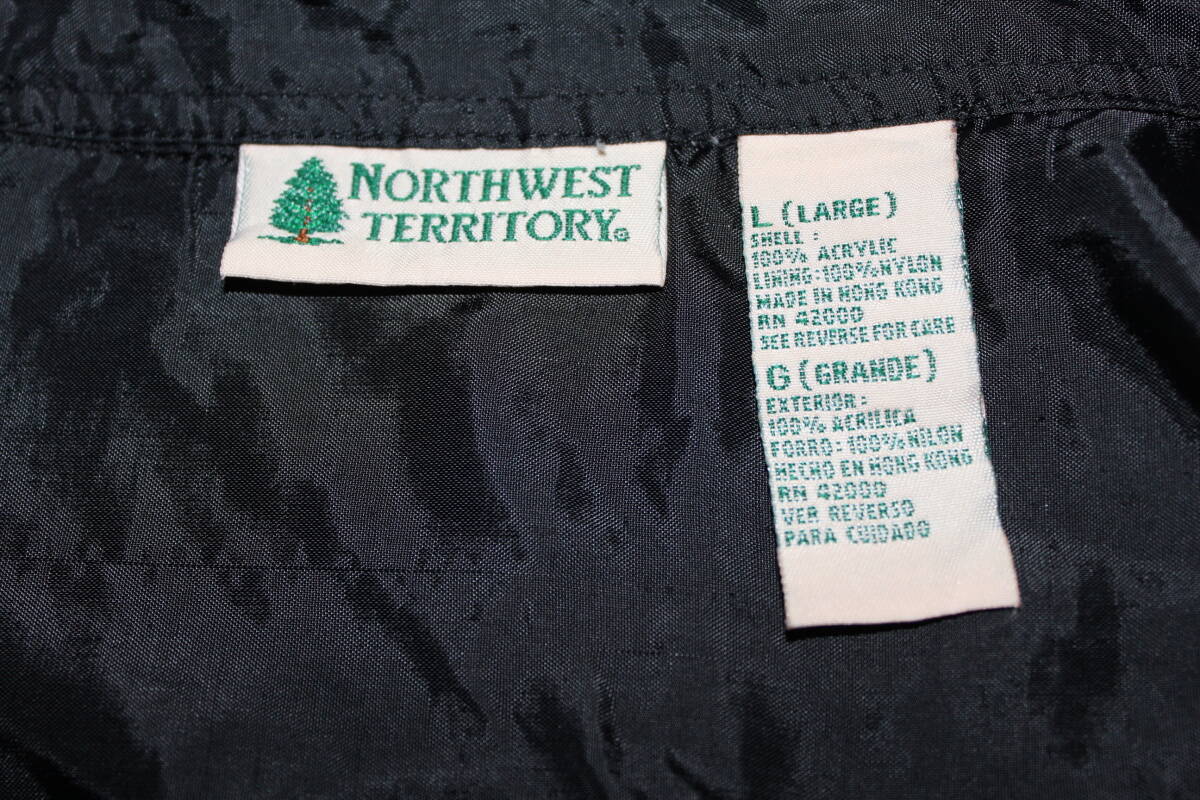 NORTHWEST
TERRITORY®
L (LARGE)
SHELL:
100% ACRYLIC
LINING: 100% NYLON
MADE IN HONG KONG
RN 42000
SEE REVERSE FOR CARE
G (GRANDE)
EXTERIOR:
100% ACRILICA
FORRO: 100% NILON
HECHO EN HONG KONG
RN 42000
VER REVERSO
PARA CUIDADO